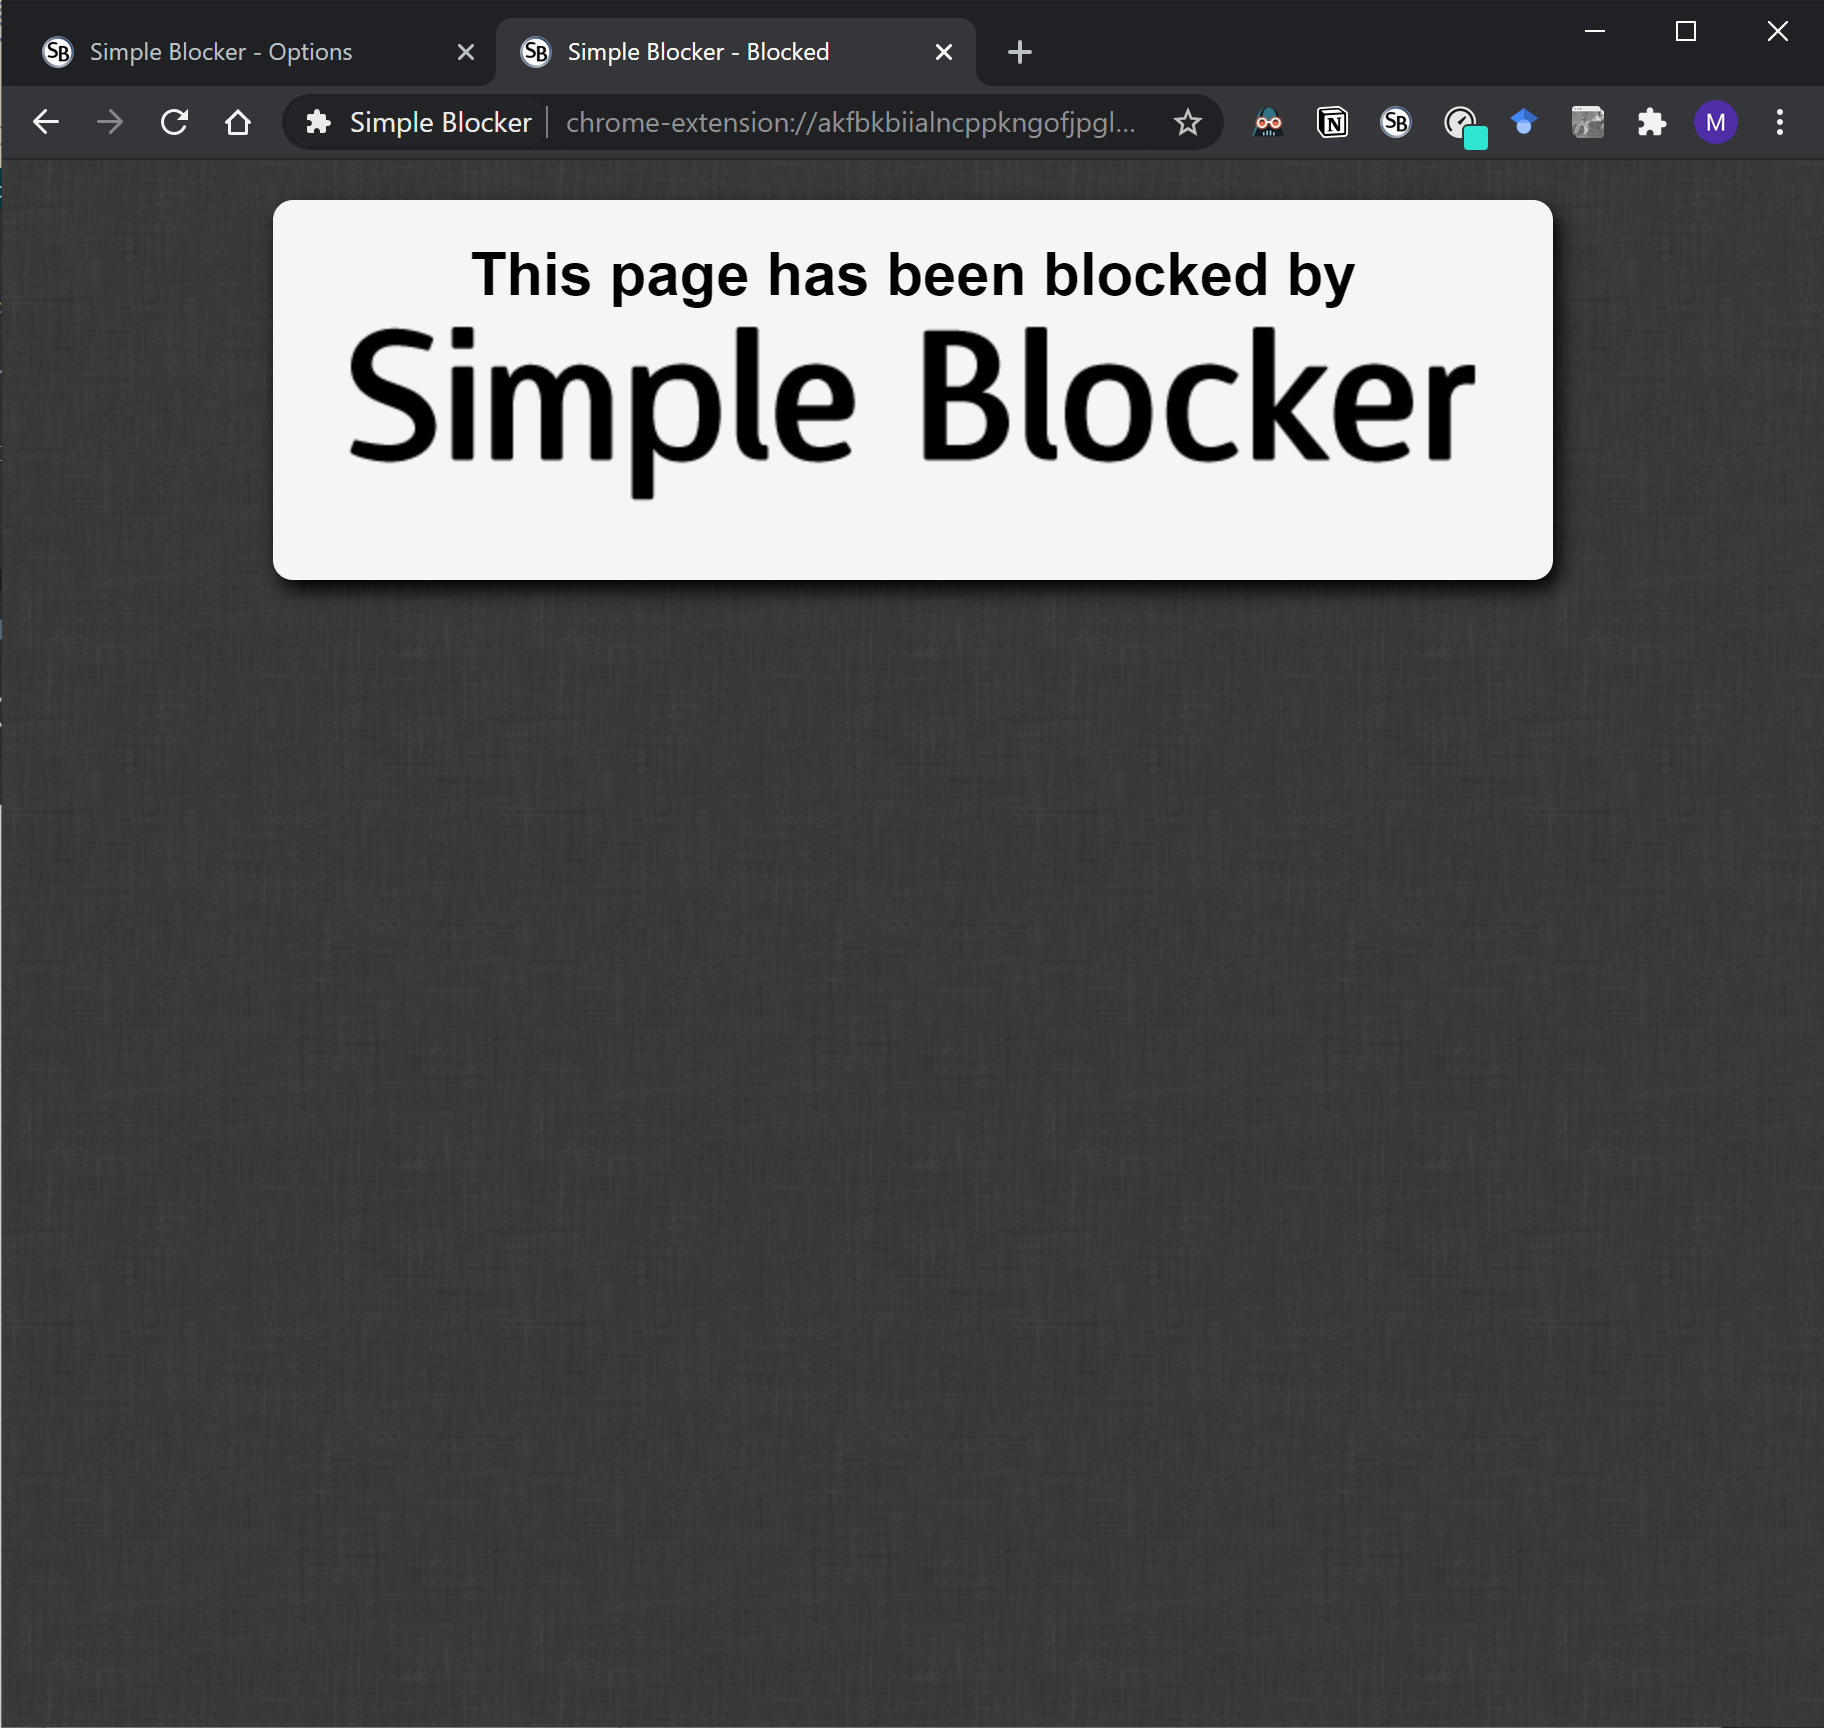 Simple Blocker - Options
Simple Blocker - Blocked
Simple Blocker
chrome-extension://akfbkbiialncppkngofjpgl...
N
SB
M
This page has been blocked by
Simple Blocker